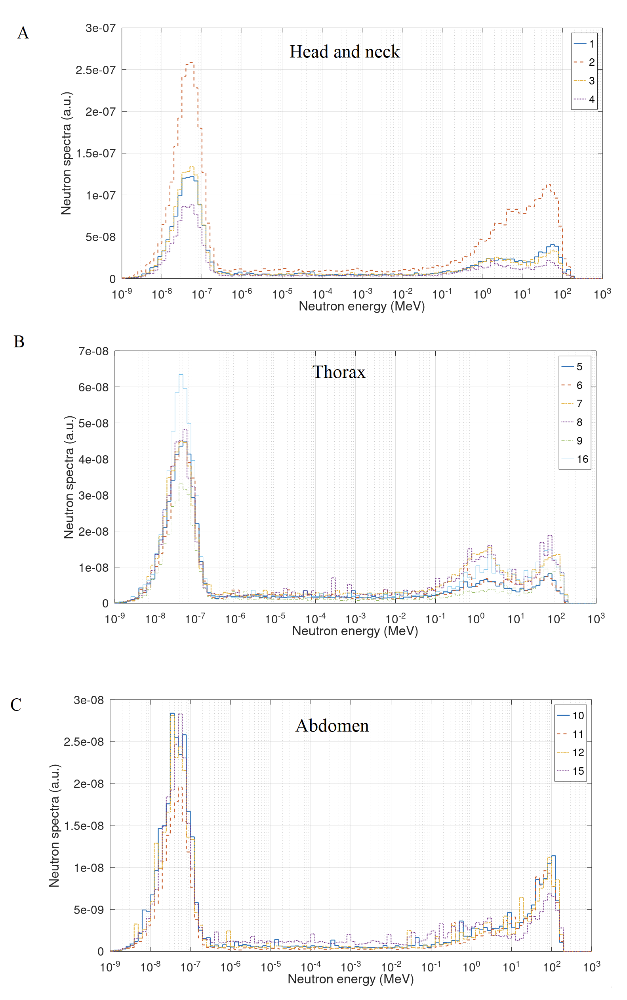 A
Head and neck
3e-07
2.5e-07
2e-07
1.5e-07
1e-07
5e-08
0
Neutron spectra (a.u.)
1
2
3
4
10-9 10-8 10-7 10-6 10-5 10-4 10-3 10-2 10-1 100 101 102 103
Neutron energy (MeV)
B
Thorax
7e-08
6e-08
5e-08
4e-08
3e-08
2e-08
1e-08
0
Neutron spectra (a.u.)
5
6
7
8
9
16
10-9 10-8 10-7 10-6 10-5 10-4 10-3 10-2 10-1 100 101 102 103
Neutron energy (MeV)
C
Abdomen
3e-08
2.5e-08
2e-08
1.5e-08
1e-08
5e-09
0
Neutron spectra (a.u.)
10
11
12
15
10-9 10-8 10-7 10-6 10-5 10-4 10-3 10-2 10-1 100 101 102 103
Neutron energy (MeV)